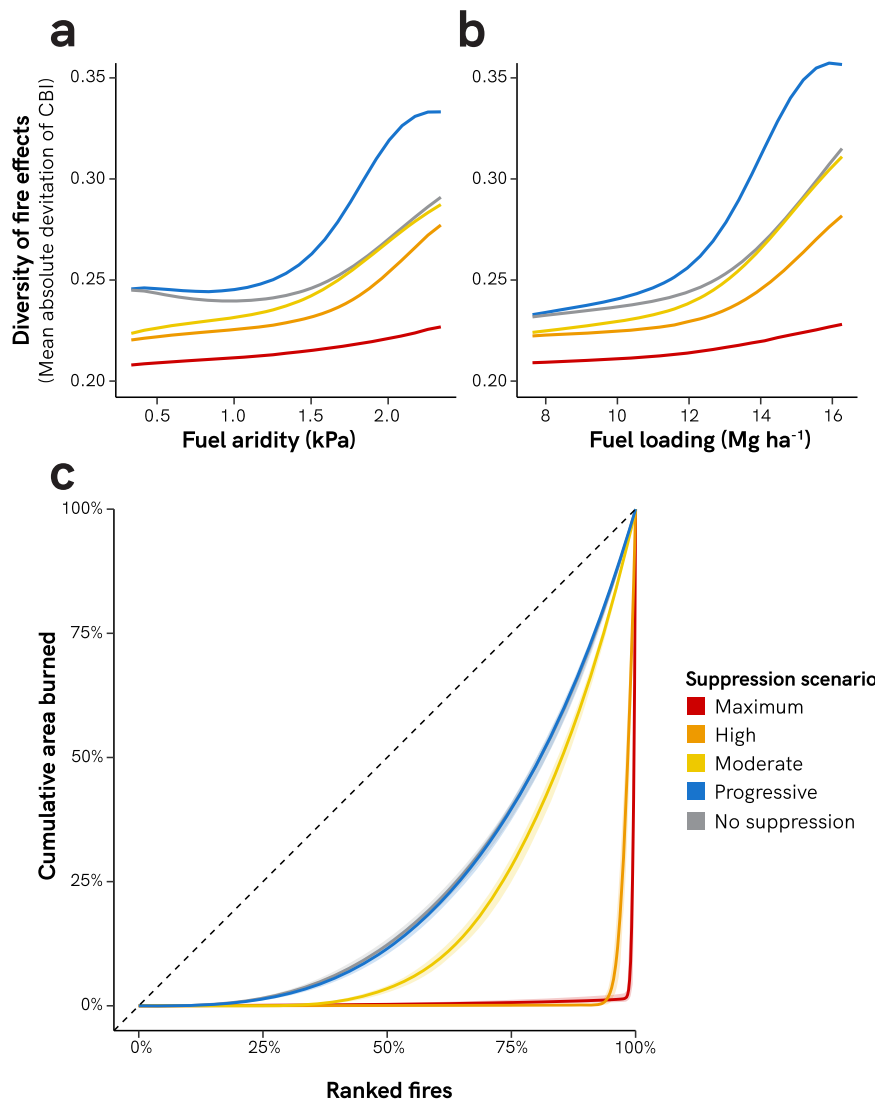 a
b
Diversity of fire effects
(Mean absolute devitation of CBI)
0.35
0.30
0.25
0.20
0.5 1.0 1.5 2.0
Fuel aridity (kPa)
0.35
0.30
0.25
0.20
8 10 12 14 16
Fuel loading (Mg ha⁻¹)
c
Cumulative area burned
100%
75%
50%
25%
0%
0% 25% 50% 75% 100%
Ranked fires
Suppression scenario
Maximum
High
Moderate
Progressive
No suppression